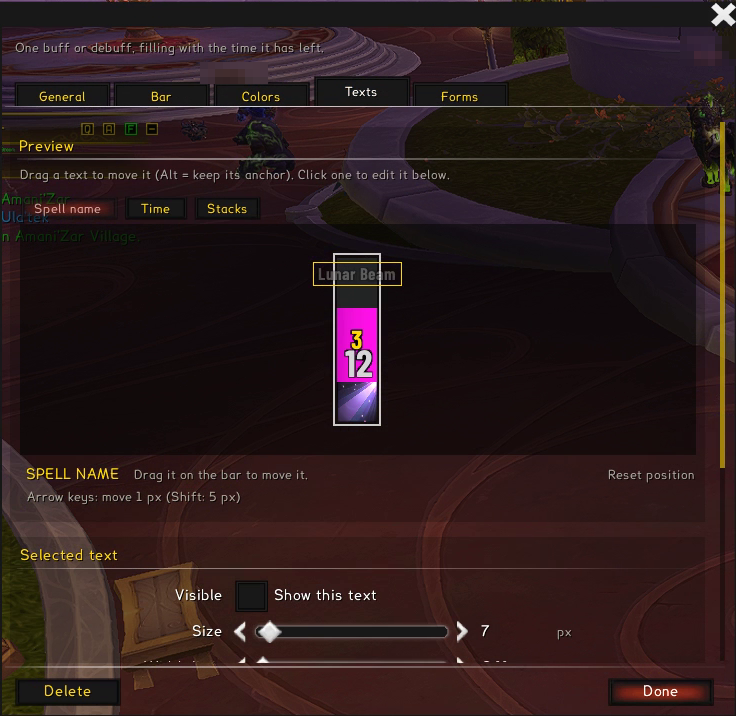 One buff or debuff, filling with the time it has left.
General
Bar
Colors
Texts
Forms
Q A F
Preview
Drag a text to move it (Alt = keep its anchor). Click one to edit it below.
Spell name
Time
Stacks
n Amani'Zar Village.
Lunar Beam
3
12
SPELL NAME Drag it on the bar to move it. Reset position
Arrow keys: move 1 px (Shift: 5 px)
Selected text
Visible Show this text
Size 7 px
Delete
Done